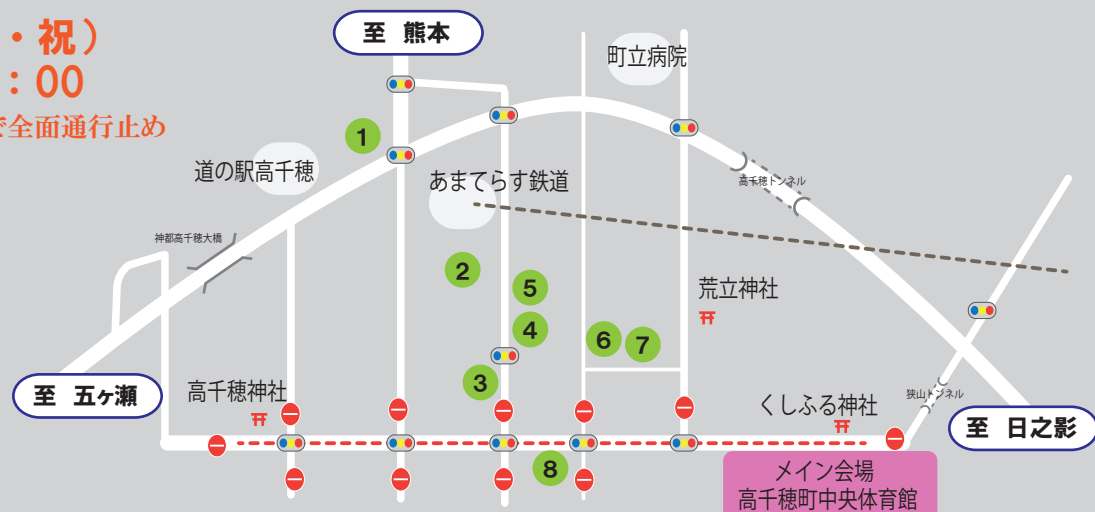 ・祝）
：00
で全面通行止め
至 熊本
町立病院
1
道の駅高千穂
あまてらす鉄道
高千穂トンネル
神都高千穂大橋
2
5
荒立神社
4
6
7
3
至 五ヶ瀬
高千穂神社
くしふる神社
狭山トンネル
至 日之影
8
メイン会場
高千穂町中央体育館